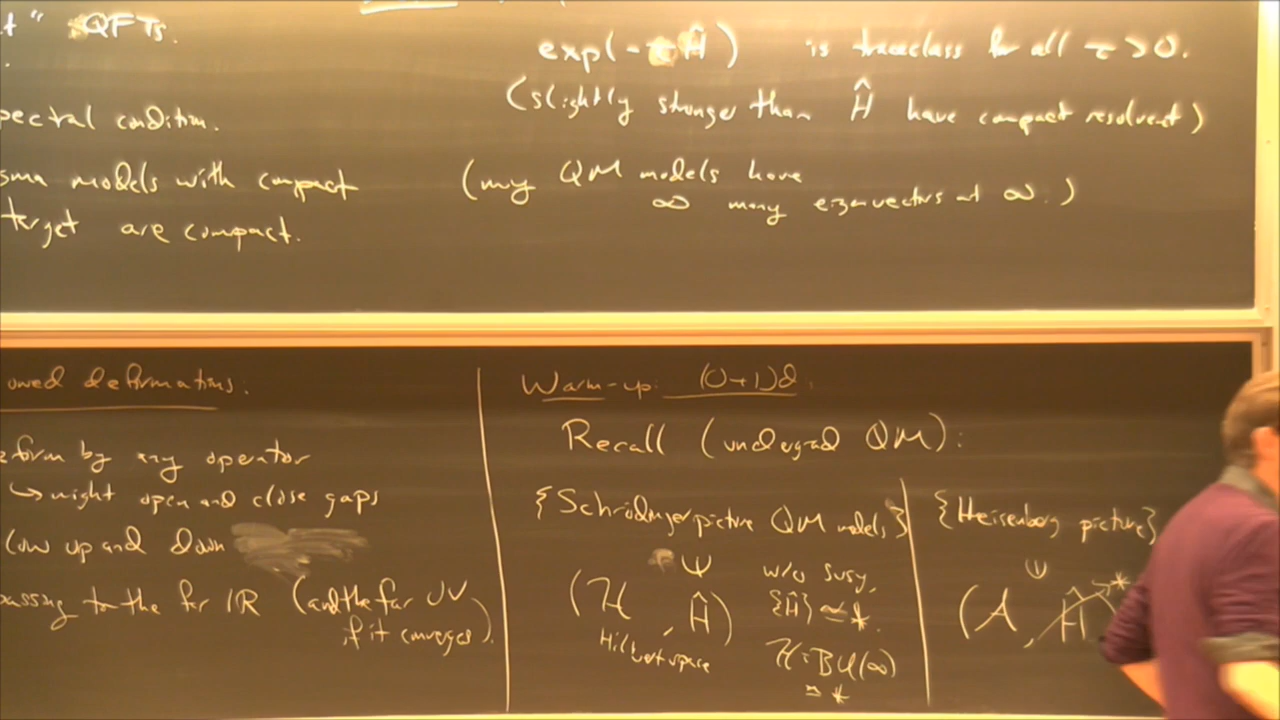 t" QFTs.
pectral condition.
sma models with compact
target are compact.
exp(-τĤ) is traceclass for all τ>0.
(slightly stronger than Ĥ have compact resolvent)
(my QM models have
∞ many eigenvectors at ∞.)
owed deformations:
eform by any operator
↳ might open and close gaps
low up and down
passing to the far IR (and the far UV
if it converges).
Warm-up: (0+1)d.
Recall (undergrad QM):
{Schrödinger picture QM models}
Ψ
(ℋ, Ĥ)
Hilbert space
w/o SUSY,
{Ĥ} ≃ *.
ℋ: BU(∞)
≃ *
{Heisenberg picture}
Ψ
(A, Ĥ) *